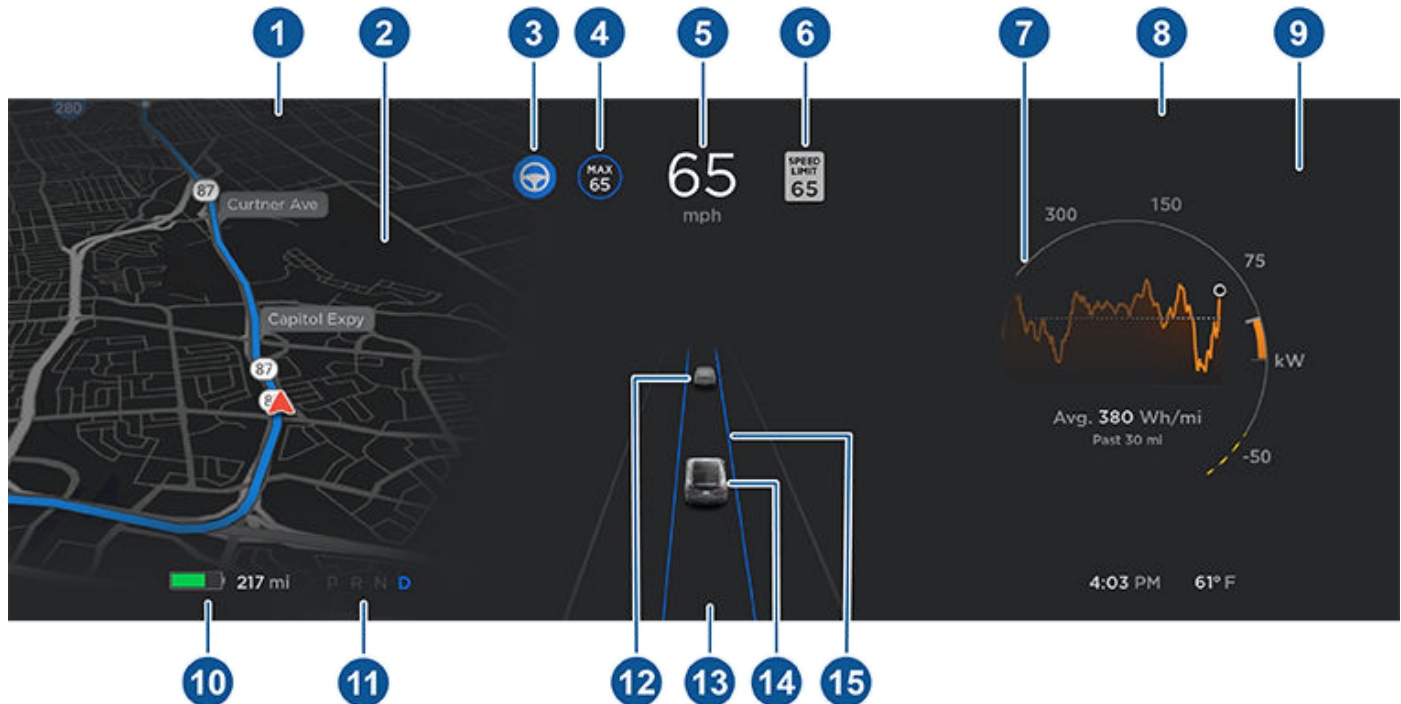 1 2 3 4 5 6 7 8 9
280
87
Curtner Ave
Capitol Expy
87
8
MAX
65
65
mph
SPEED
LIMIT
65
300 150
75
kW
-50
Avg. 380 Wh/mi
Past 30 mi
217 mi P R N D
4:03 PM 61° F
10 11 12 13 14 15